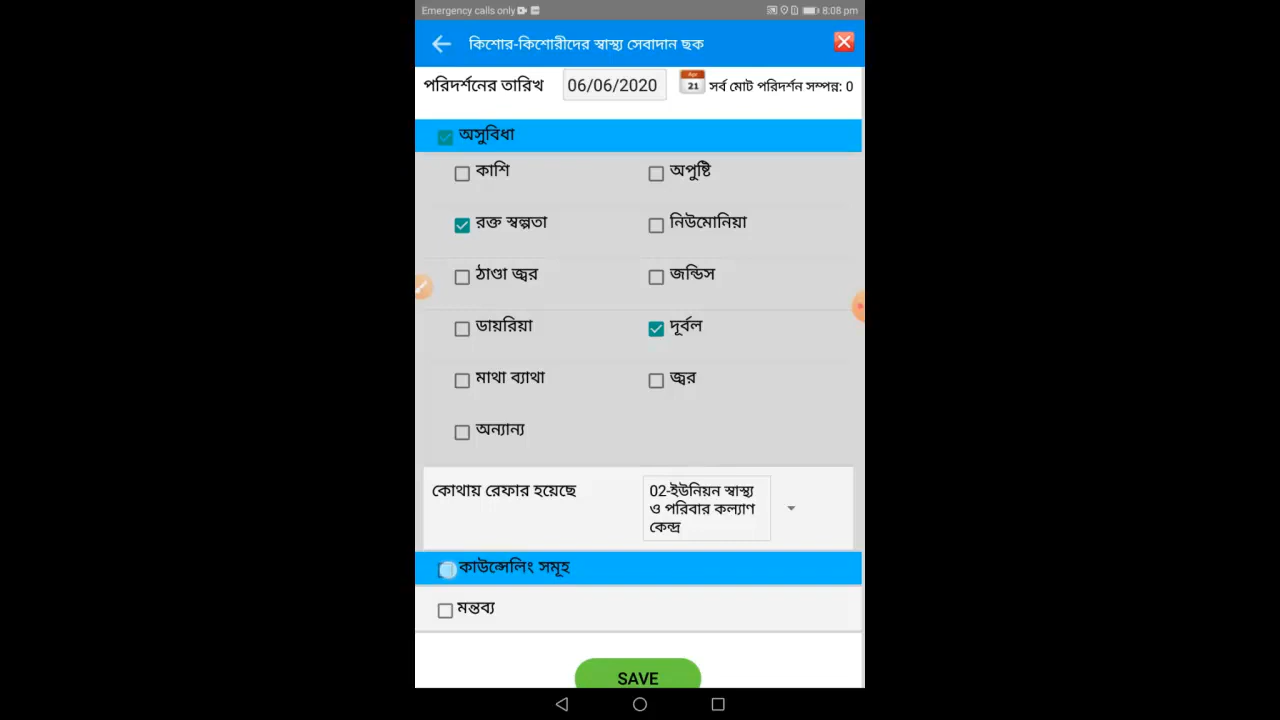 Emergency calls only 8:08 pm
কিশোর-কিশোরীদের স্বাস্থ্য সেবাদান ছক
পরিদর্শনের তারিখ 06/06/2020 Apr 21 সর্ব মোট পরিদর্শন সম্পন্ন: 0
অসুবিধা
কাশি অপুষ্টি
রক্ত স্বল্পতা নিউমোনিয়া
ঠাণ্ডা জ্বর জন্ডিস
ডায়রিয়া দূর্বল
মাথা ব্যাথা জ্বর
অন্যান্য
কোথায় রেফার হয়েছে
02-ইউনিয়ন স্বাস্থ্য
ও পরিবার কল্যাণ
কেন্দ্র
কাউন্সেলিং সমূহ
মন্তব্য
SAVE